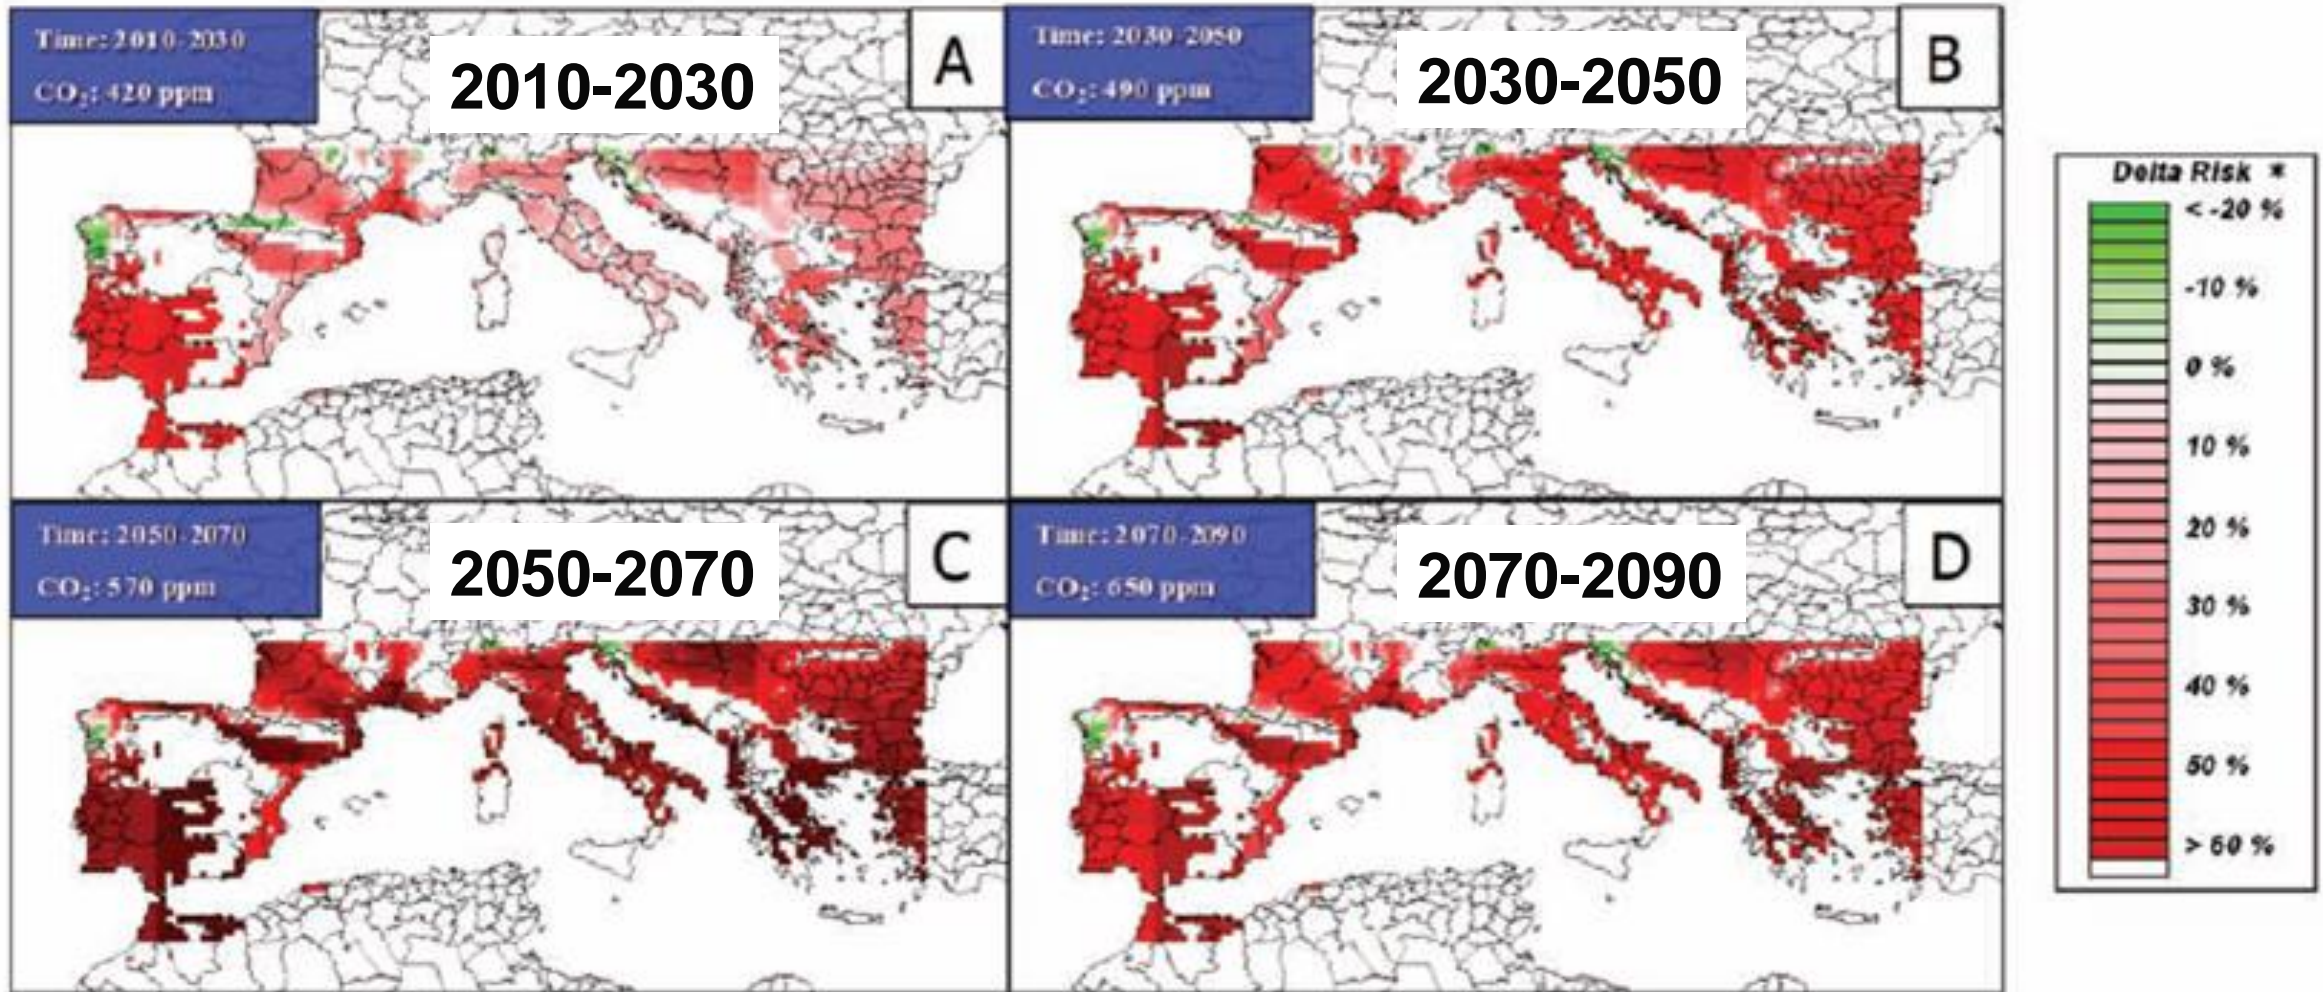 Time: 2010-2030
CO₂: 420 ppm
2010-2030
A
Time: 2030-2050
CO₂: 490 ppm
2030-2050
B
Time: 2050-2070
CO₂: 570 ppm
2050-2070
C
Time: 2070-2090
CO₂: 650 ppm
2070-2090
D
Delta Risk *
< -20 %
-10 %
0 %
10 %
20 %
30 %
40 %
50 %
> 60 %